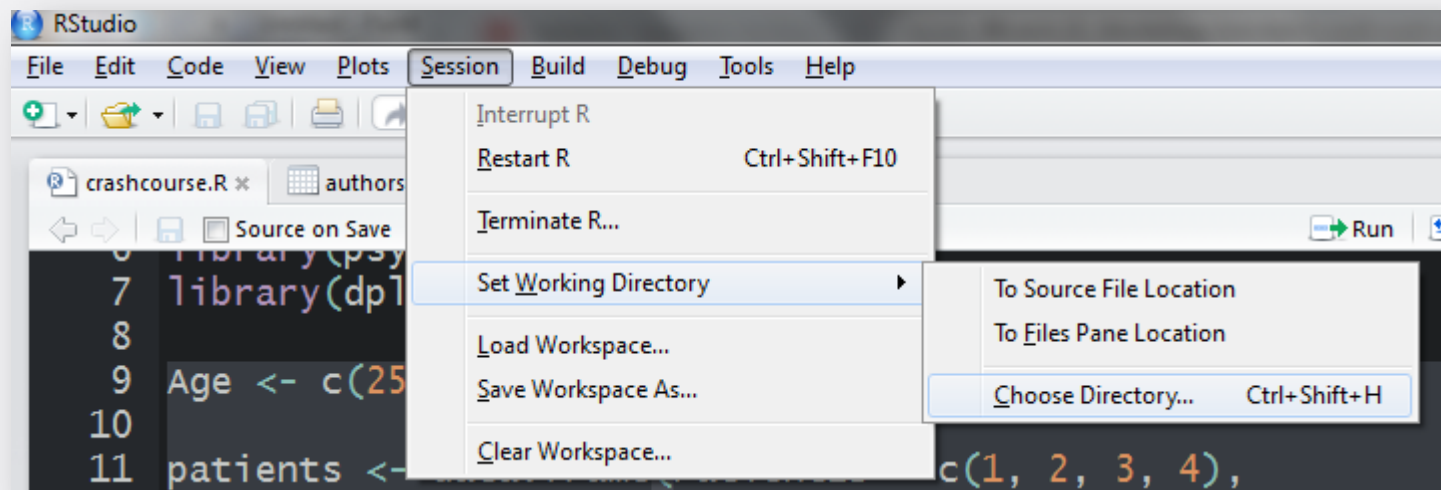 RStudio
File Edit Code View Plots Session Build Debug Tools Help
Interrupt R
Restart R Ctrl+Shift+F10
Terminate R...
Set Working Directory
Load Workspace...
Save Workspace As...
Clear Workspace...
To Source File Location
To Files Pane Location
Choose Directory... Ctrl+Shift+H
crashcourse.R authors
Source on Save Run
library(psy
7 library(dpl
8
9 Age <- c(25
10
11 patients <- c(1, 2, 3, 4),